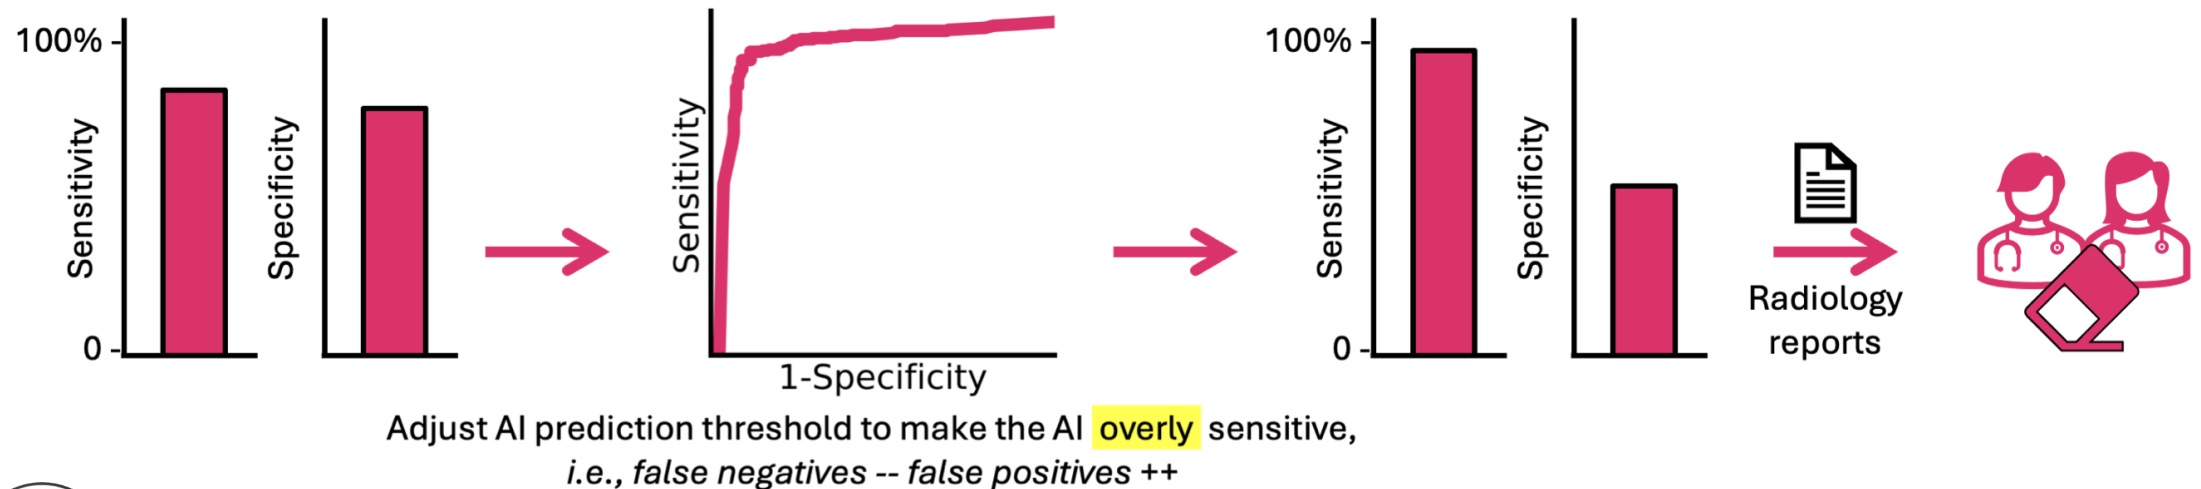 100% -
Sensitivity
0 -
Specificity
Sensitivity
1-Specificity
100% -
Sensitivity
0 -
Specificity
Radiology
reports
Adjust AI prediction threshold to make the AI overly sensitive,
i.e., false negatives -- false positives ++